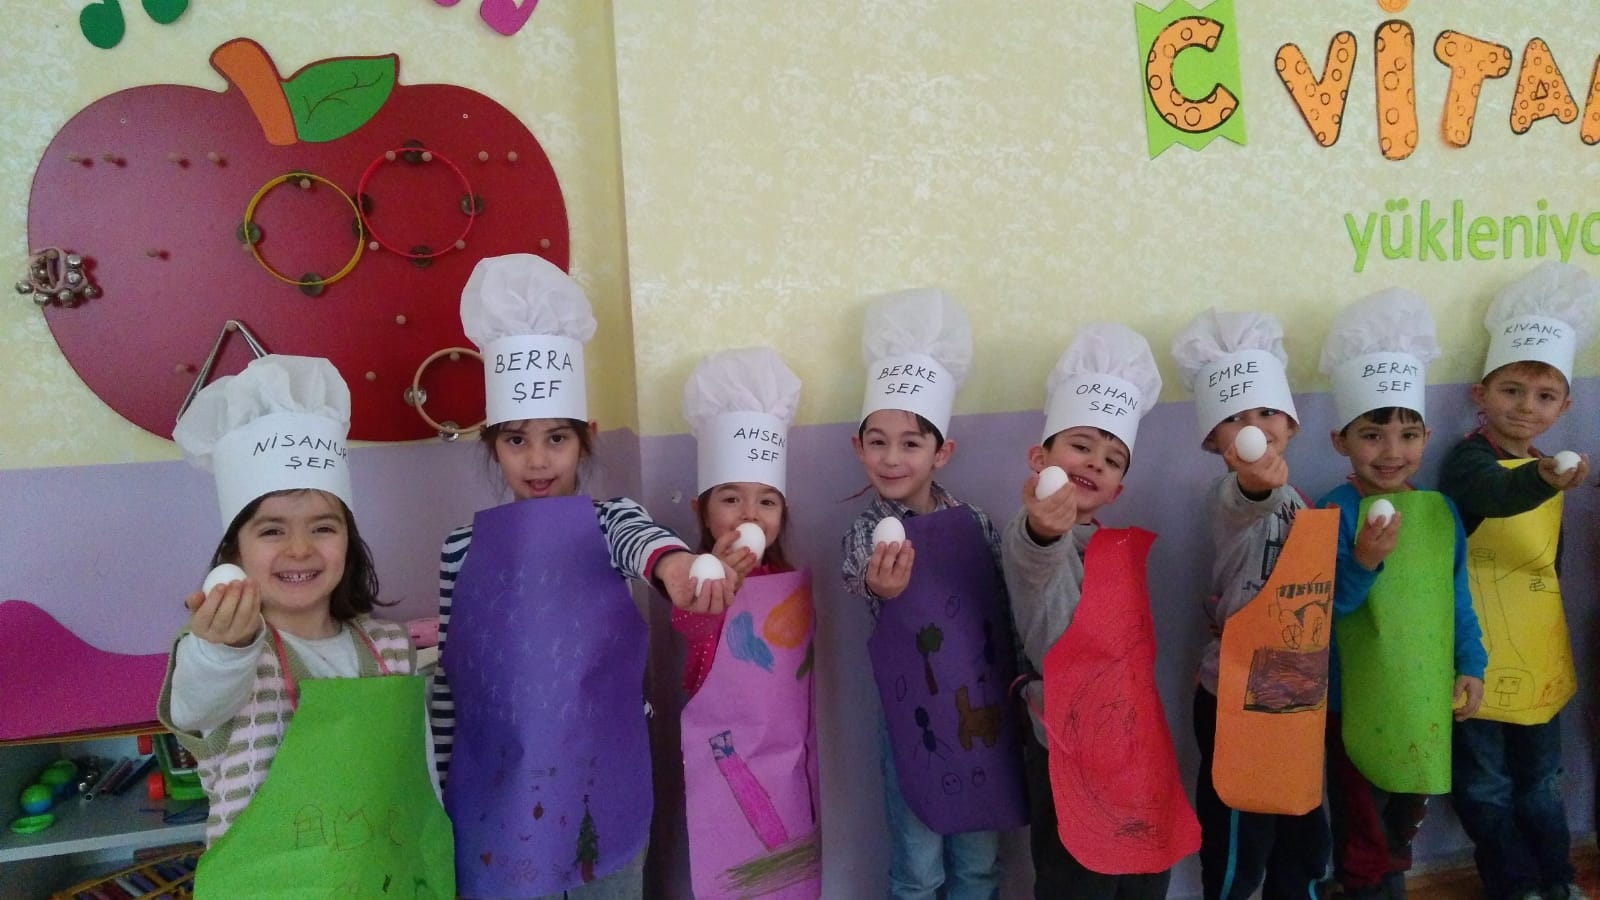 C VİTA
yükleniyo
NİSANUR
ŞEF
BERRA
ŞEF
AHSEN
ŞEF
BERKE
ŞEF
ORHAN
ŞEF
EMRE
ŞEF
BERAT
ŞEF
KIVANÇ
ŞEF